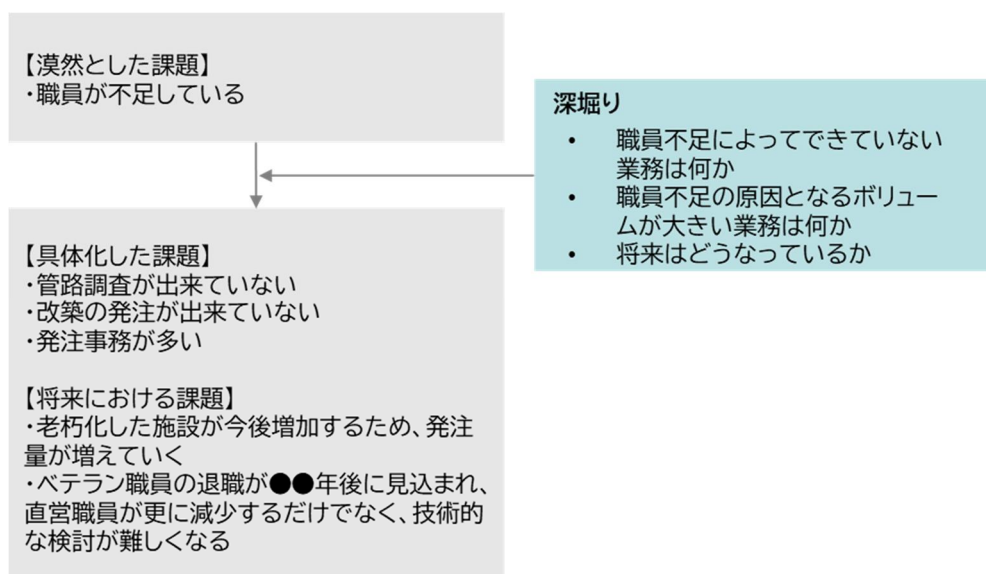 【漠然とした課題】
・職員が不足している
深堀り
• 職員不足によってできていない
業務は何か
• 職員不足の原因となるボリュー
ムが大きい業務は何か
• 将来はどうなっているか
【具体化した課題】
・管路調査が出来ていない
・改築の発注が出来ていない
・発注事務が多い
【将来における課題】
・老朽化した施設が今後増加するため、発注
量が増えていく
・ベテラン職員の退職が●●年後に見込まれ、
直営職員が更に減少するだけでなく、技術的
な検討が難しくなる